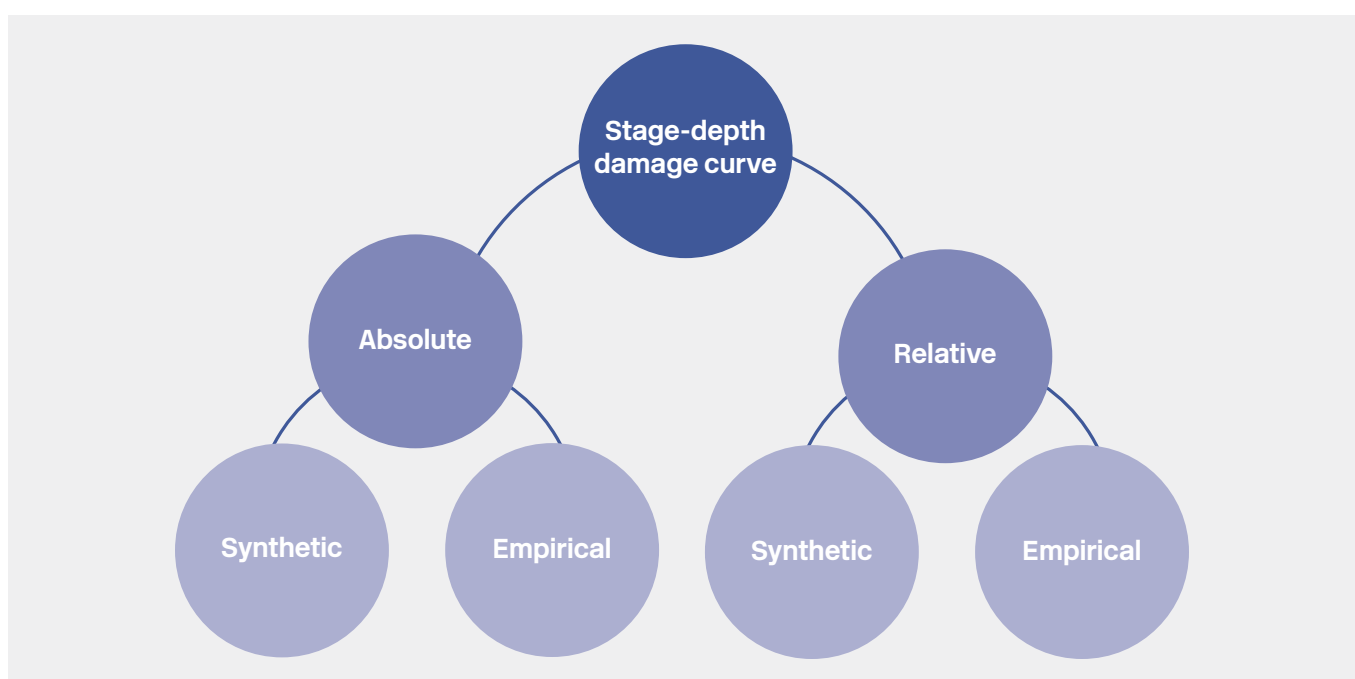 Stage-depth
damage curve
Absolute
Relative
Synthetic
Empirical
Synthetic
Empirical